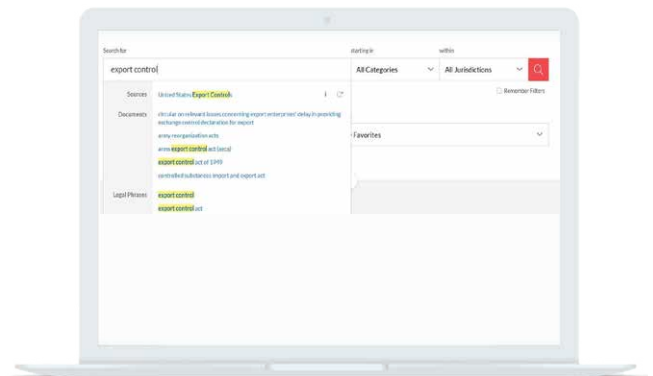 Search for
starting in
within
export control
All Categories
All Jurisdictions
Remember Filters
Sources
United States Export Controls
Documents
circular on relevant issues concerning export enterprises' delay in providing
exchange control declaration for export
army reorganization acts
arms export control act (aeca)
export control act of 1949
controlled substances import and export act
Favorites
Legal Phrases
export control
export control act